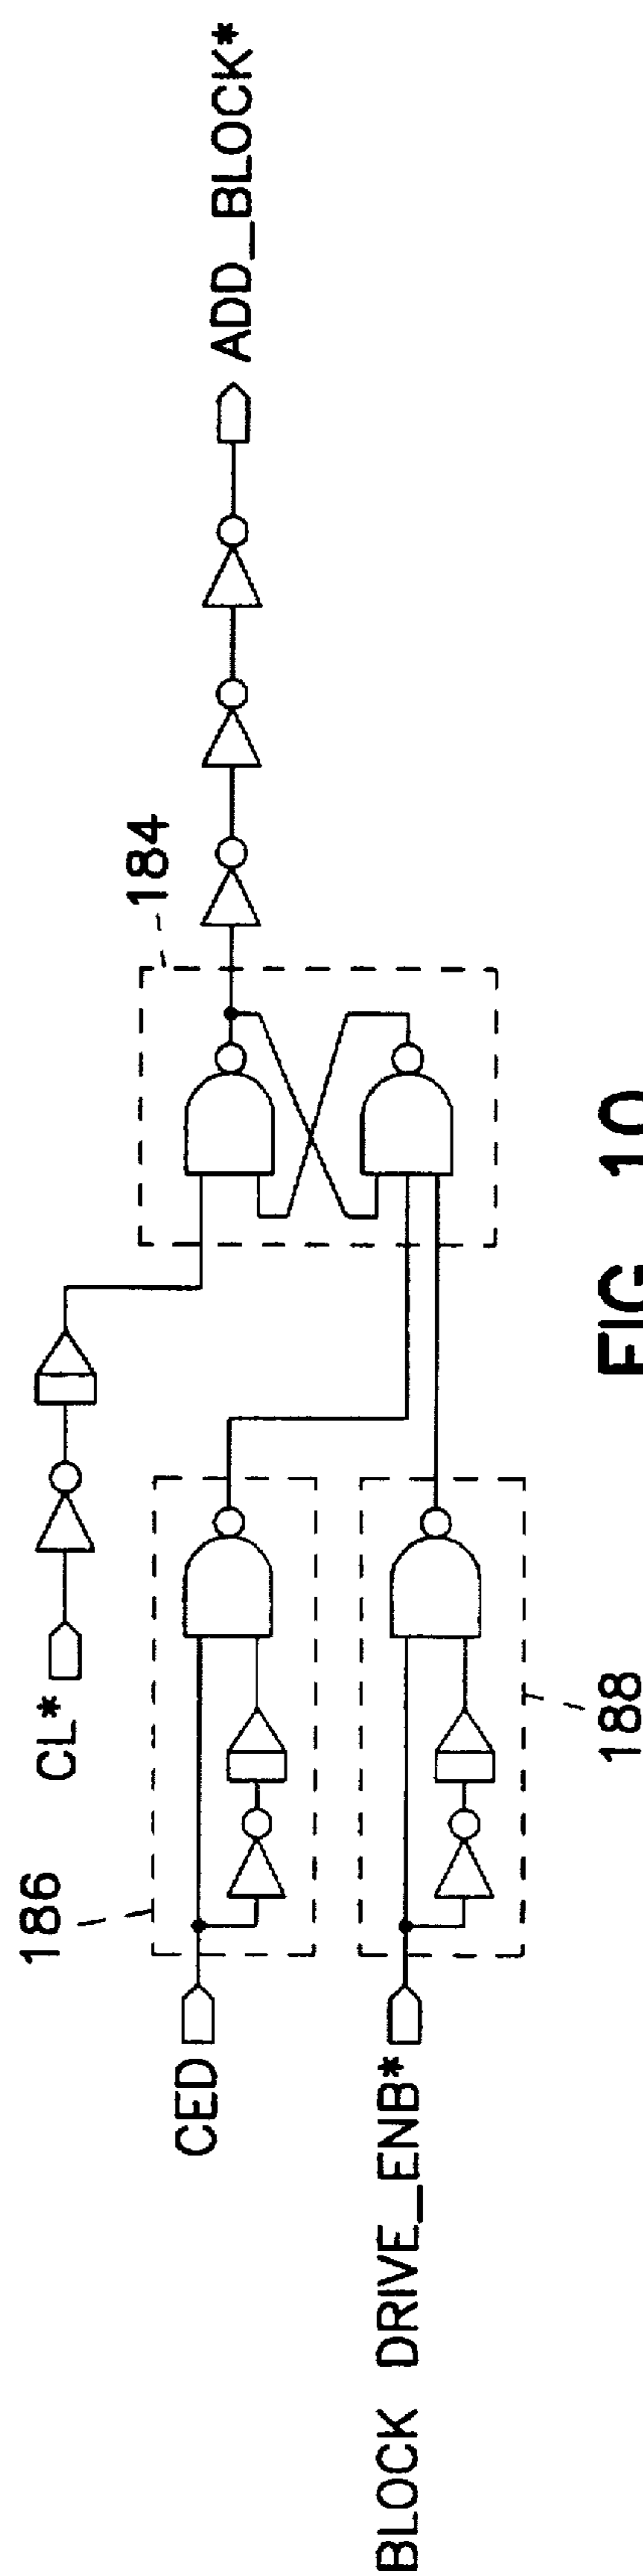 CL*
186
CED
BLOCK DRIVE_ENB*
188
184
ADD_BLOCK*
FIG 10